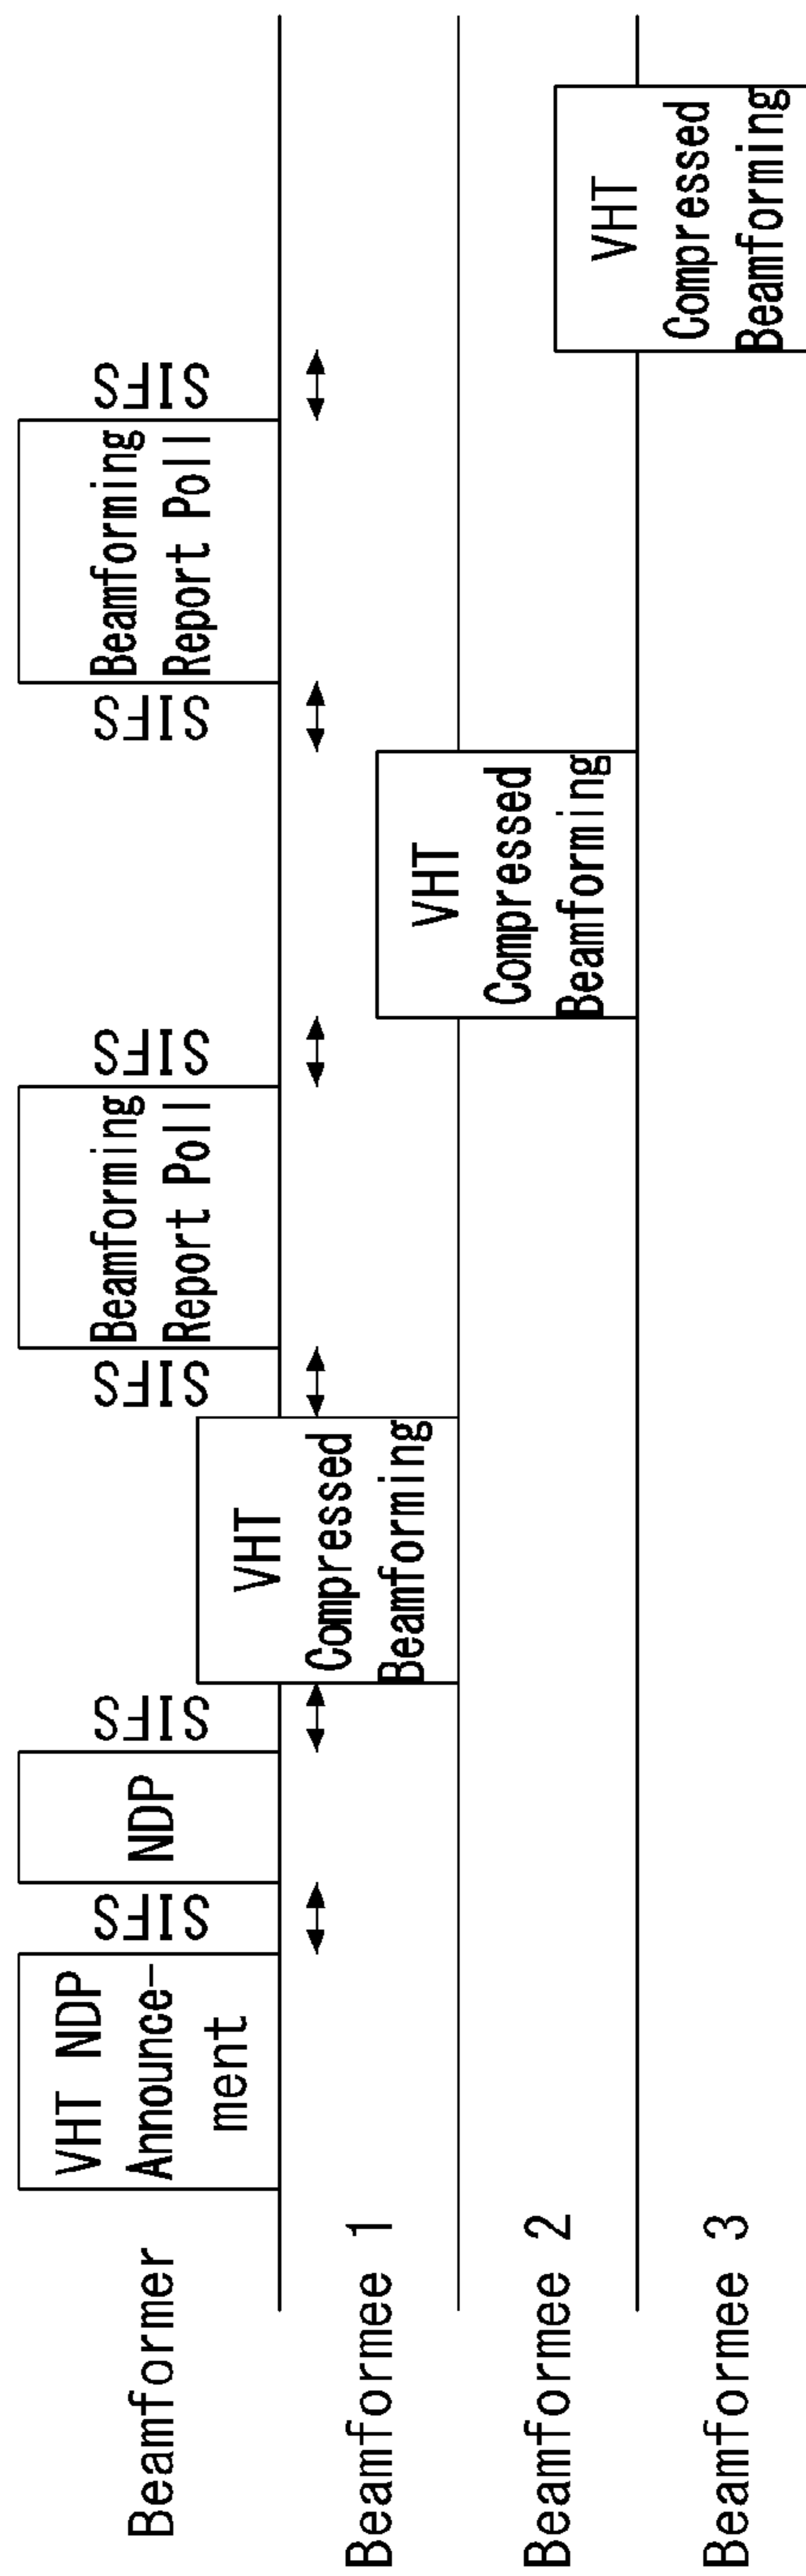 Beamformer
VHT NDP
Announce-
ment
SIFS
NDP
SIFS
SIFS
Beamforming
Report Poll
SIFS
SIFS
Beamforming
Report Poll
SIFS
Beamformee 1
VHT
Compressed
Beamforming
Beamformee 2
VHT
Compressed
Beamforming
Beamformee 3
VHT
Compressed
Beamforming